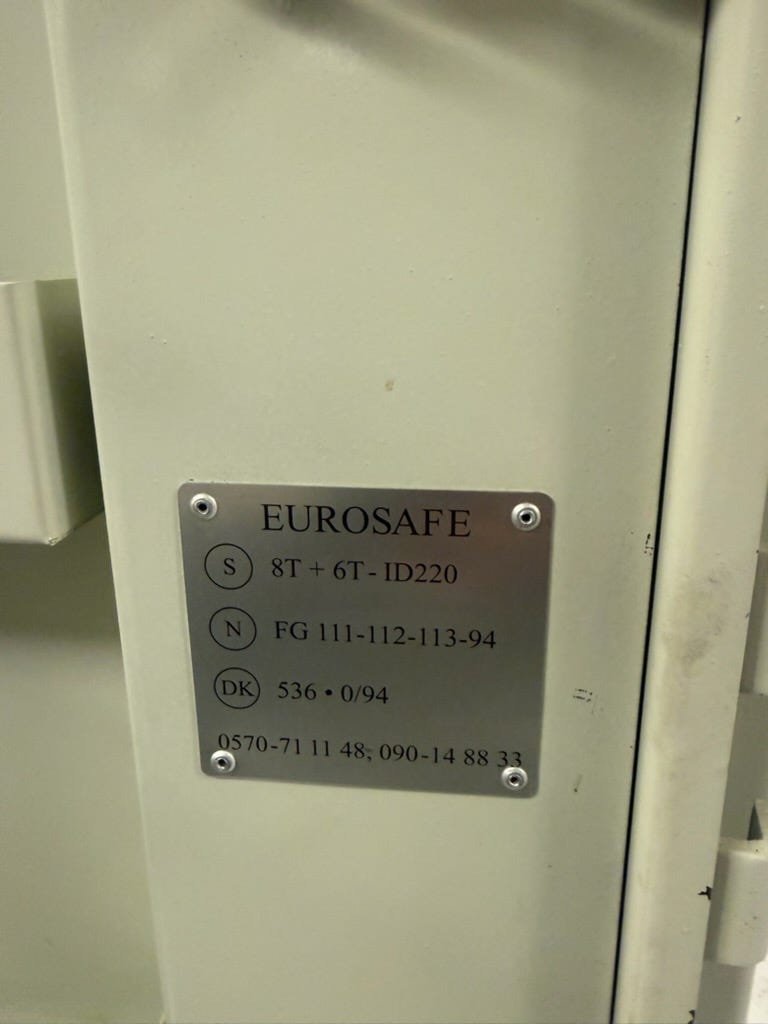 EUROSAFE
S 8T + 6T - ID220
N FG 111-112-113-94
DK 536 • 0/94
0570-71 11 48, 090-14 88 33